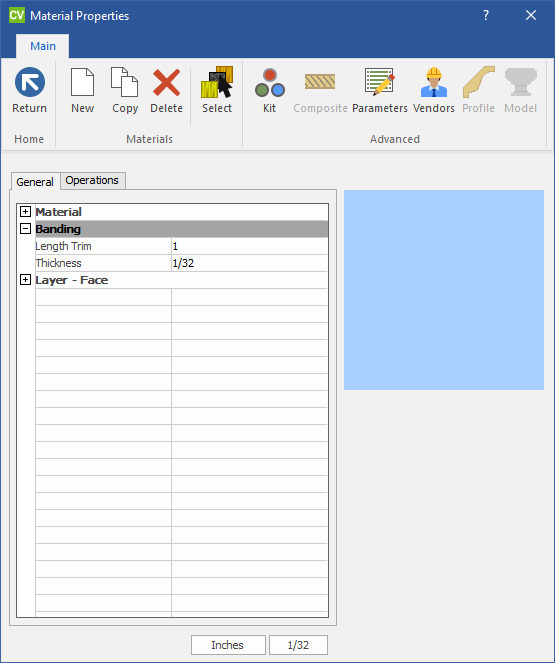 CV Material Properties ?
Main
Return New Copy Delete Select Kit Composite Parameters Vendors Profile Model
Home Materials Advanced
General Operations
Material
Banding
Length Trim 1
Thickness 1/32
Layer - Face
Inches 1/32